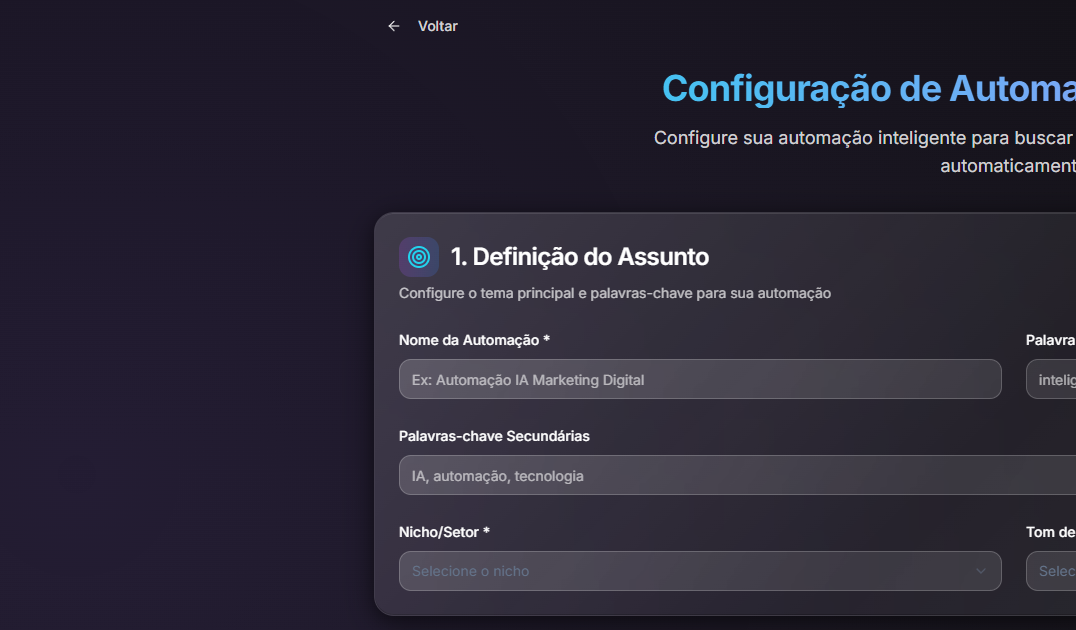 Voltar
Configuração de Automa
Configure sua automação inteligente para buscar
automaticament
1. Definição do Assunto
Configure o tema principal e palavras-chave para sua automação
Nome da Automação * Palavra
Ex: Automação IA Marketing Digital intelig
Palavras-chave Secundárias
IA, automação, tecnologia
Nicho/Setor * Tom de
Selecione o nicho Selec